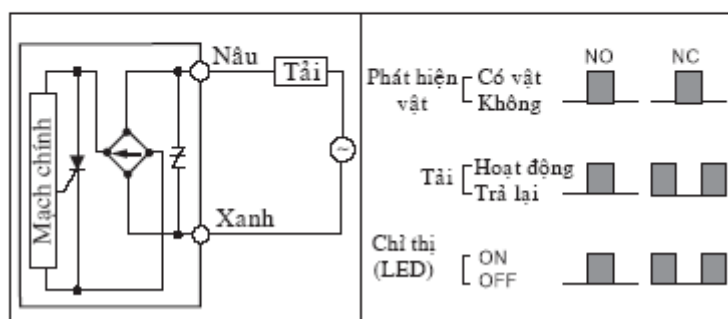 Nâu
Tải
Mạch chính
~
Xanh
NO NC
Phát hiện vật
Có vật
Không
Tải
Hoạt động
Trả lại
Chỉ thị
(LED)
ON
OFF